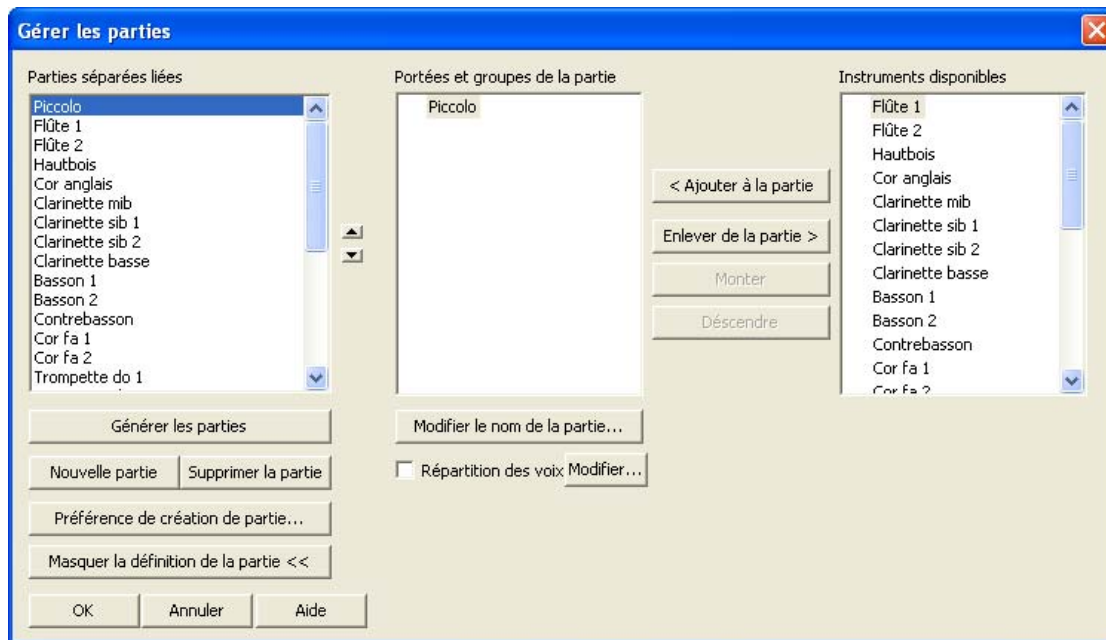 Gérer les parties
Parties séparées liées
Piccolo
Flûte 1
Flûte 2
Hautbois
Cor anglais
Clarinette mib
Clarinette sib 1
Clarinette sib 2
Clarinette basse
Basson 1
Basson 2
Contrebasson
Cor fa 1
Cor fa 2
Trompette do 1
Générer les parties
Nouvelle partie
Supprimer la partie
Préférence de création de partie...
Masquer la définition de la partie <<
OK
Annuler
Aide
Portées et groupes de la partie
Piccolo
Modifier le nom de la partie...
Répartition des voix
Modifier...
< Ajouter à la partie
Enlever de la partie >
Monter
Déscendre
Instruments disponibles
Flûte 1
Flûte 2
Hautbois
Cor anglais
Clarinette mib
Clarinette sib 1
Clarinette sib 2
Clarinette basse
Basson 1
Basson 2
Contrebasson
Cor fa 1
Cor fa 2